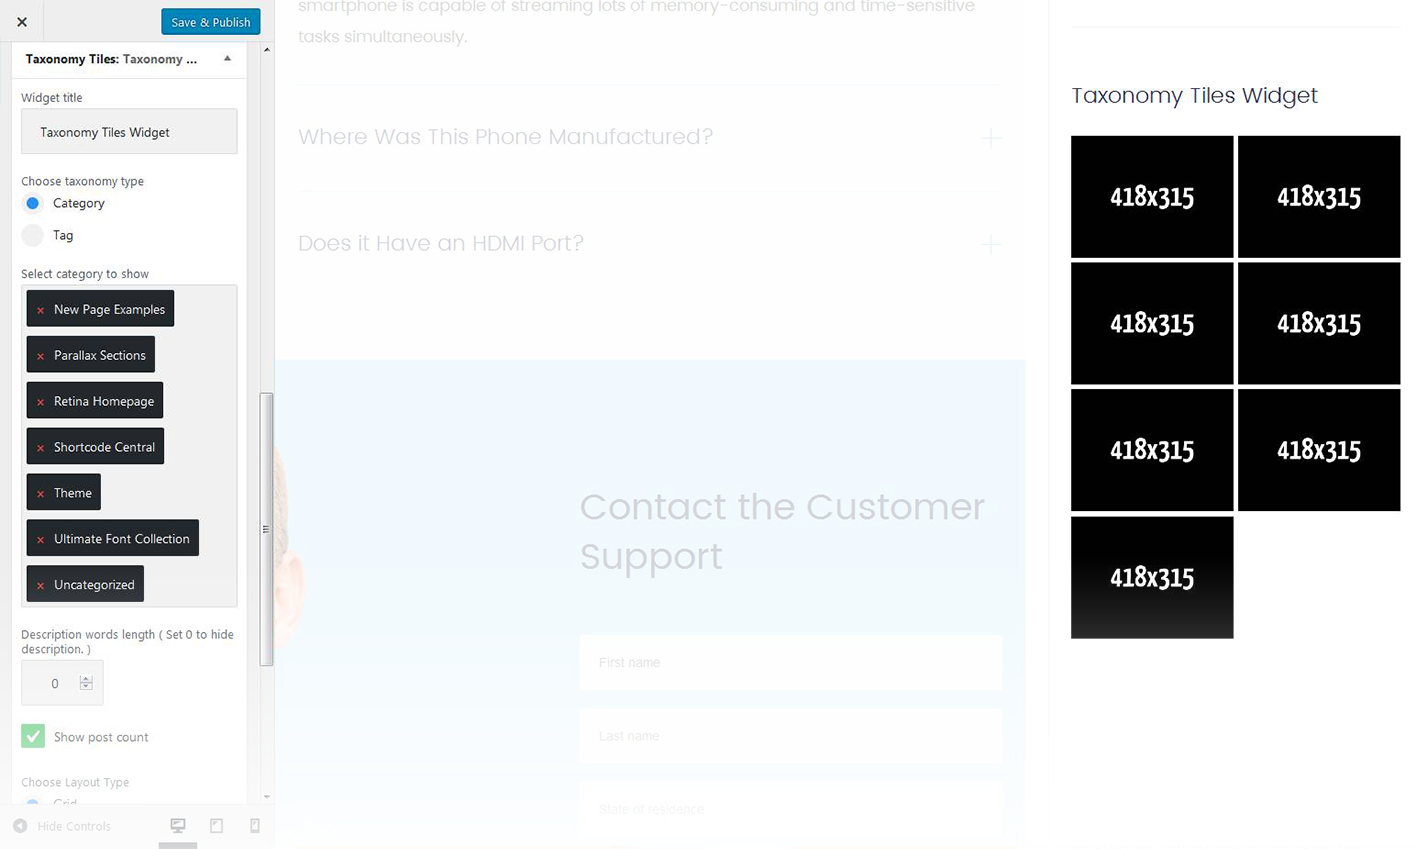 Save & Publish
Taxonomy Tiles: Taxonomy ...
Widget title
Taxonomy Tiles Widget
Choose taxonomy type
Category
Tag
Select category to show
× New Page Examples
× Parallax Sections
× Retina Homepage
× Shortcode Central
× Theme
× Ultimate Font Collection
× Uncategorized
Description words length ( Set 0 to hide
description. )
0
Show post count
Choose Layout Type
Grid
Hide Controls
smartphone is capable of streaming lots of memory-consuming and time-sensitive
tasks simultaneously.
Where Was This Phone Manufactured?
Does it Have an HDMI Port?
Contact the Customer
Support
First name
Last name
State of residence
Taxonomy Tiles Widget
418x315 418x315
418x315 418x315
418x315 418x315
418x315